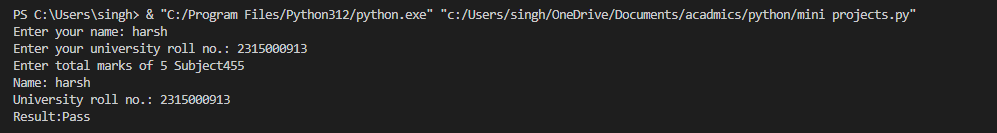 PS C:\Users\singh> & "C:/Program Files/Python312/python.exe" "c:/Users/singh/OneDrive/Documents/acadmics/python/mini projects.py"
Enter your name: harsh
Enter your university roll no.: 2315000913
Enter total marks of 5 Subject455
Name: harsh
University roll no.: 2315000913
Result:Pass